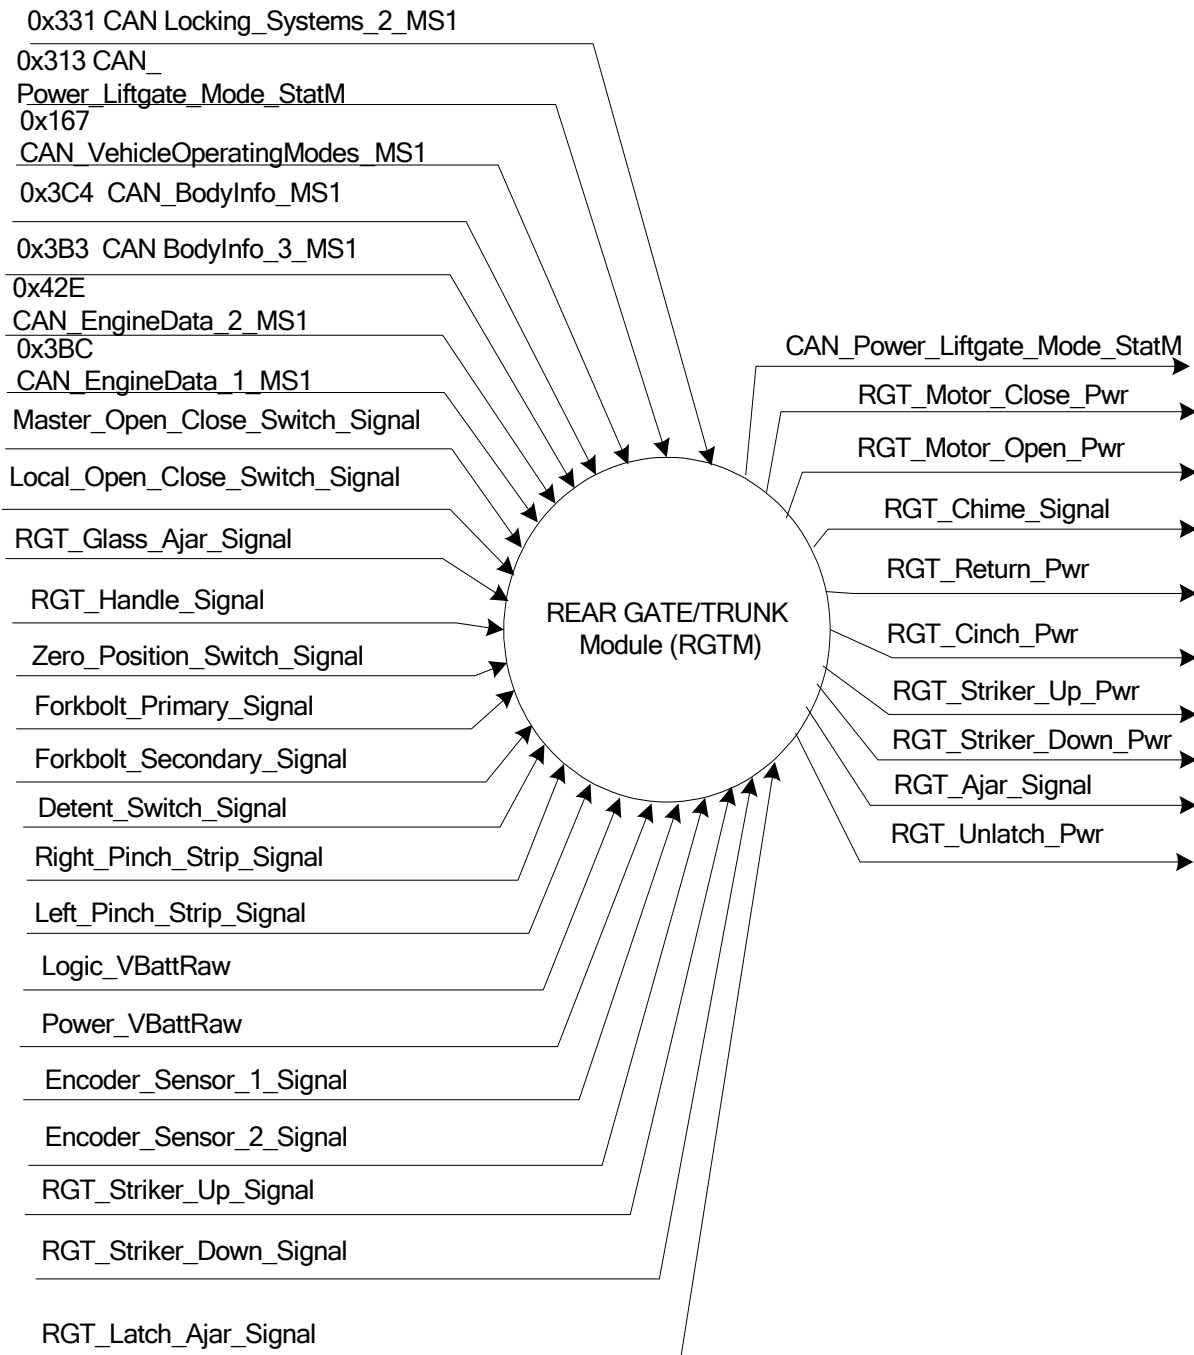 0x331 CAN Locking_Systems_2_MS1
0x313 CAN_
Power_Liftgate_Mode_StatM
0x167
CAN_VehicleOperatingModes_MS1
0x3C4 CAN_BodyInfo_MS1
0x3B3 CAN BodyInfo_3_MS1
0x42E
CAN_EngineData_2_MS1
0x3BC
CAN_EngineData_1_MS1
Master_Open_Close_Switch_Signal
Local_Open_Close_Switch_Signal
RGT_Glass_Ajar_Signal
RGT_Handle_Signal
Zero_Position_Switch_Signal
Forkbolt_Primary_Signal
Forkbolt_Secondary_Signal
Detent_Switch_Signal
Right_Pinch_Strip_Signal
Left_Pinch_Strip_Signal
Logic_VBattRaw
Power_VBattRaw
Encoder_Sensor_1_Signal
Encoder_Sensor_2_Signal
RGT_Striker_Up_Signal
RGT_Striker_Down_Signal
RGT_Latch_Ajar_Signal
REAR GATE/TRUNK
Module (RGTM)
CAN_Power_Liftgate_Mode_StatM
RGT_Motor_Close_Pwr
RGT_Motor_Open_Pwr
RGT_Chime_Signal
RGT_Return_Pwr
RGT_Cinch_Pwr
RGT_Striker_Up_Pwr
RGT_Striker_Down_Pwr
RGT_Ajar_Signal
RGT_Unlatch_Pwr